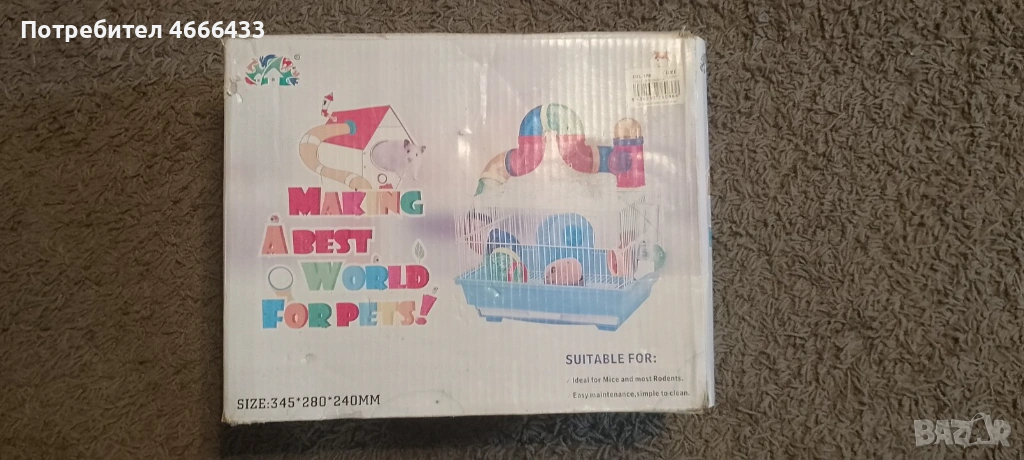 Потребител 4666433
MAKING
A BEST
WORLD
FOR PETS!
SUITABLE FOR:
Ideal for Mice and most Rodents.
Easy maintenance, simple to clean.
SIZE:345*280*240MM
BAZAR